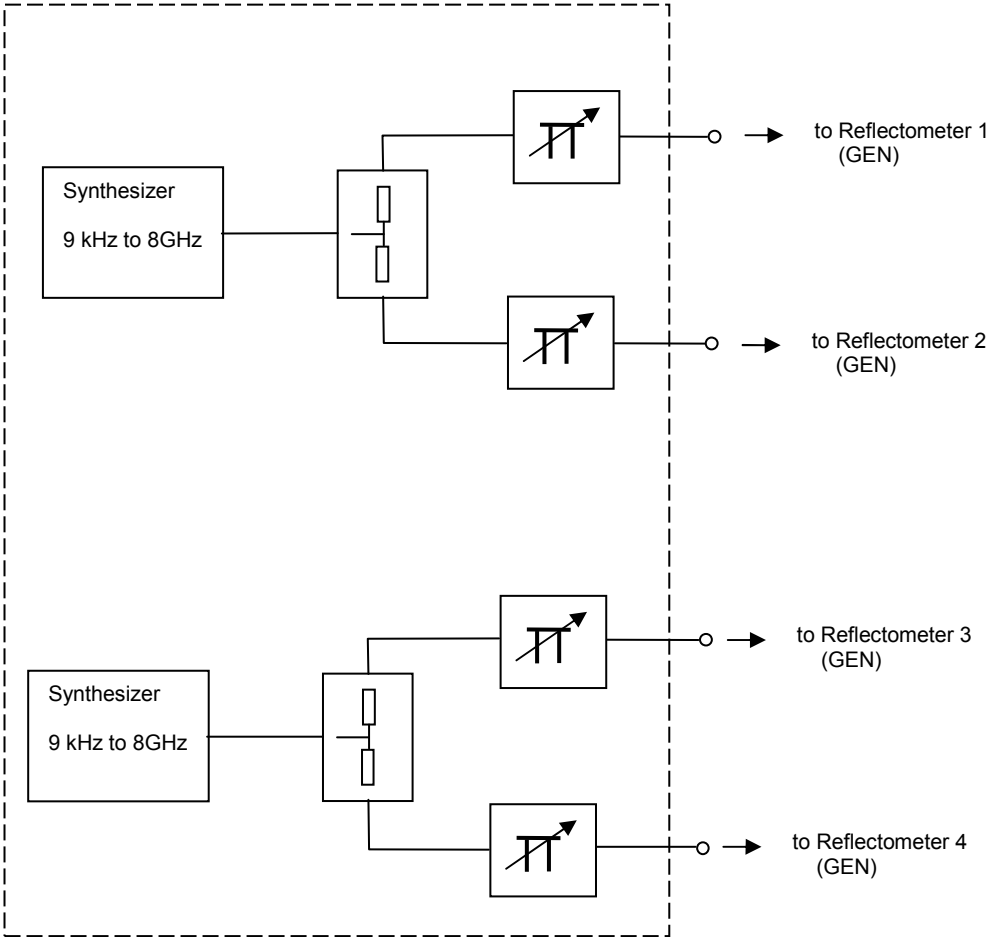 to Reflectometer 1
(GEN)
Synthesizer
9 kHz to 8GHz
to Reflectometer 2
(GEN)
to Reflectometer 3
(GEN)
Synthesizer
9 kHz to 8GHz
to Reflectometer 4
(GEN)